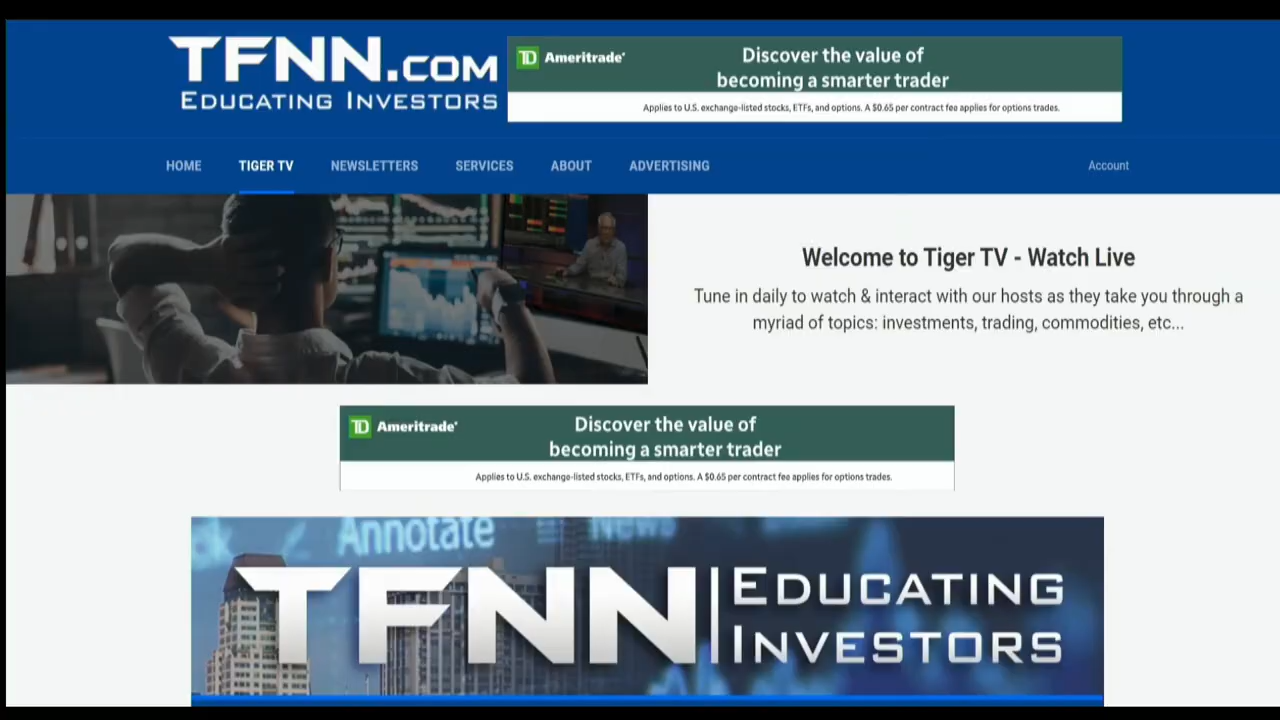 TFNN.COM
EDUCATING INVESTORS
TD Ameritrade
Discover the value of
becoming a smarter trader
Applies to U.S. exchange-listed stocks, ETFs, and options. A $0.65 per contract fee applies for options trades.
HOME TIGER TV NEWSLETTERS SERVICES ABOUT ADVERTISING Account
Welcome to Tiger TV - Watch Live
Tune in daily to watch & interact with our hosts as they take you through a
myriad of topics: investments, trading, commodities, etc...
TD Ameritrade
Discover the value of
becoming a smarter trader
Applies to U.S. exchange-listed stocks, ETFs, and options. A $0.65 per contract fee applies for options trades.
Annotate News
TFNN EDUCATING
INVESTORS